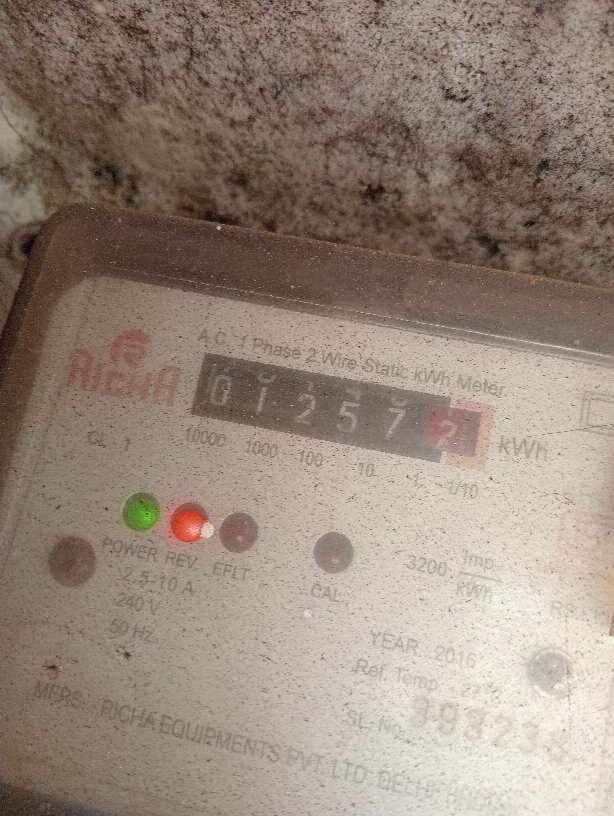 A.C. 1 Phase 2 Wire Static kWh Meter
RICHA
0 1 2 5 7 2 kWh
CL - 1
10000 1000 100 10 1 1/10
POWER REV. EFLT
CAL.
3200 Imp
kWh
2.5-10 A
240 V
50 Hz
YEAR 2016
Ref. Temp. 27°C
SL. No.
MFRS. RICHA EQUIPMENTS PVT. LTD. DELHI